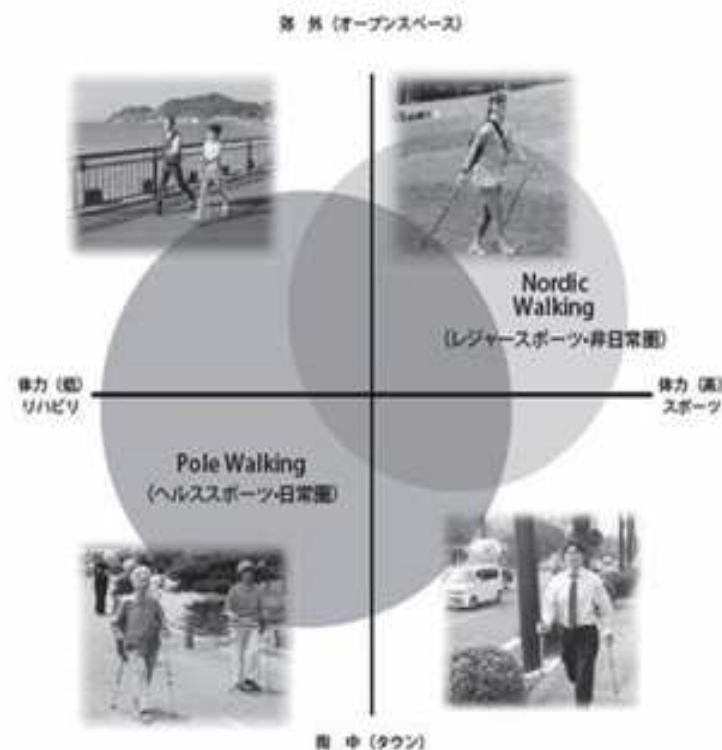 郊 外 (オープンスペース)
Nordic
Walking
(レジャースポーツ・非日常圏)
体力 (低)
リハビリ
体力 (高)
スポーツ
Pole Walking
(ヘルススポーツ・日常圏)
街 中 (タウン)